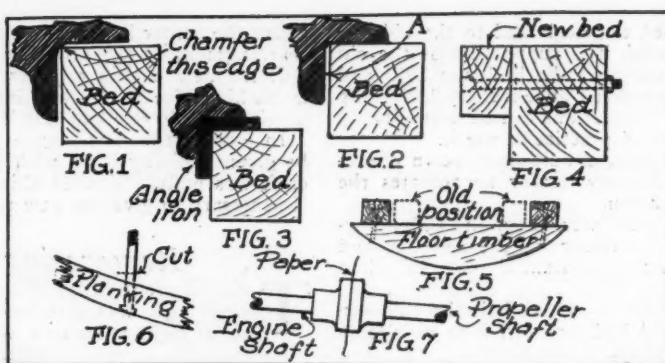 Chamfer
this edge
Bed
FIG.1
A
Bed
FIG.2
New bed
Bed
FIG.4
Bed
Angle
iron
FIG.3
Old
position
Floor timber
FIG.5
Cut
Planking
FIG.6
Paper
Engine
shaft
FIG.7
Propeller
shaft